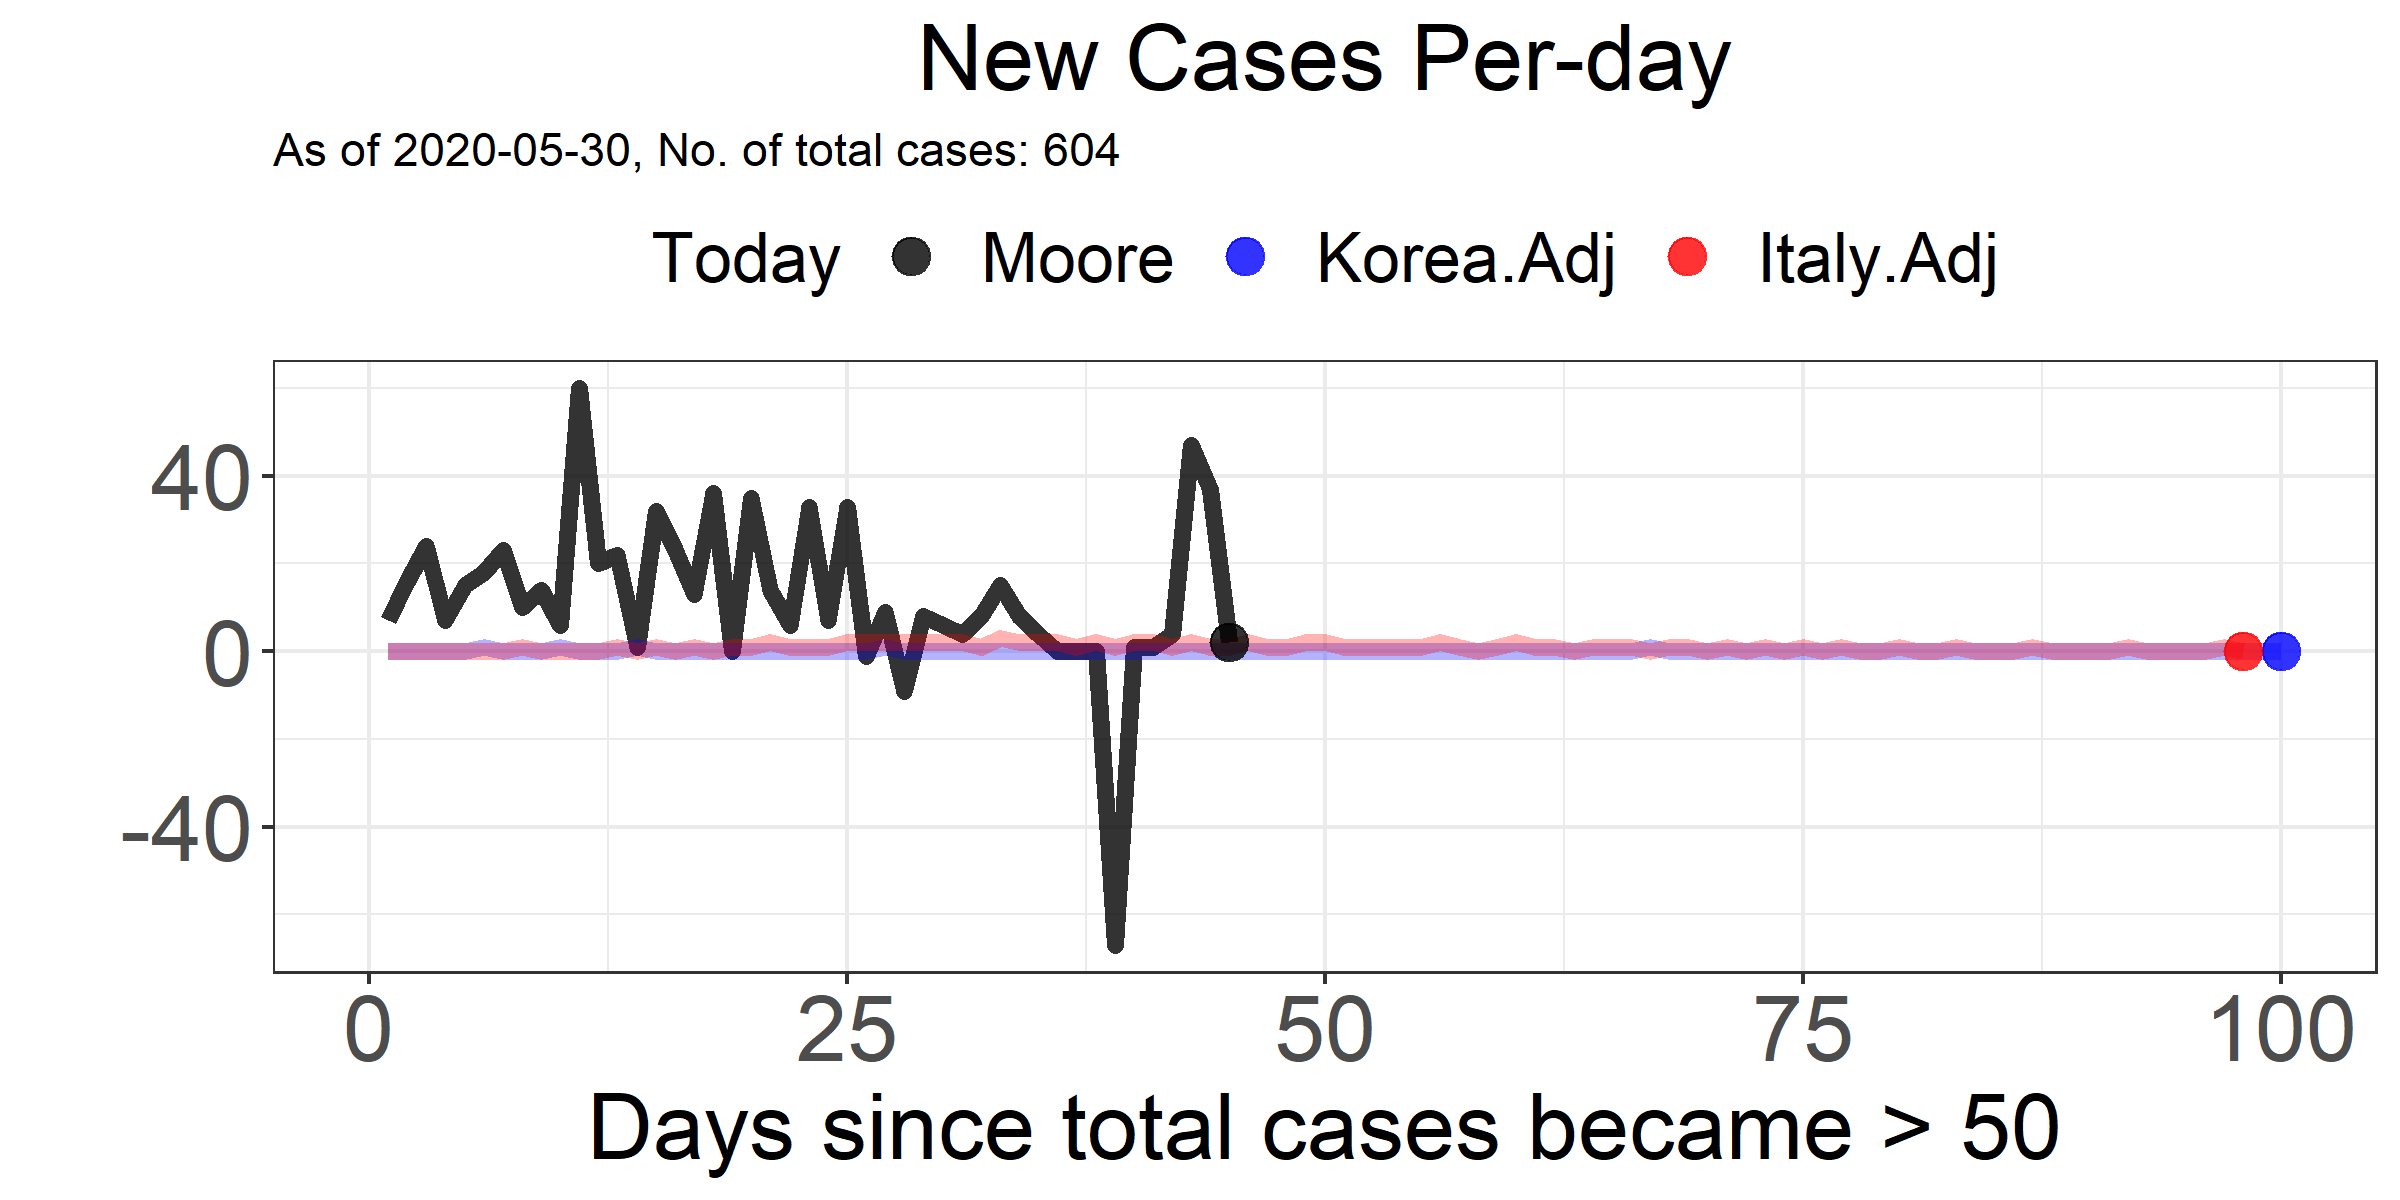 New Cases Per-day
As of 2020-05-30, No. of total cases: 604
Today Moore Korea.Adj Italy.Adj
40
0
-40
0 25 50 75 100
Days since total cases became > 50